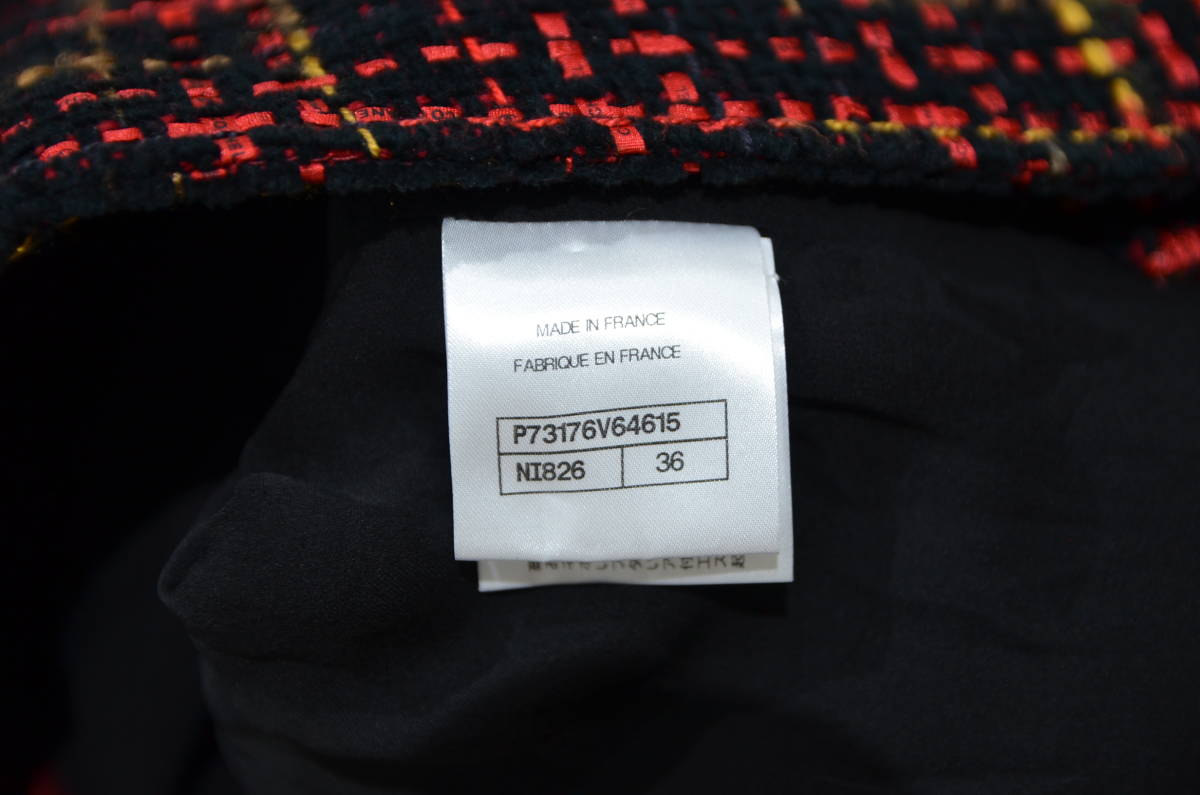 MADE IN FRANCE
FABRIQUE EN FRANCE
P73176V64615
NI826 36